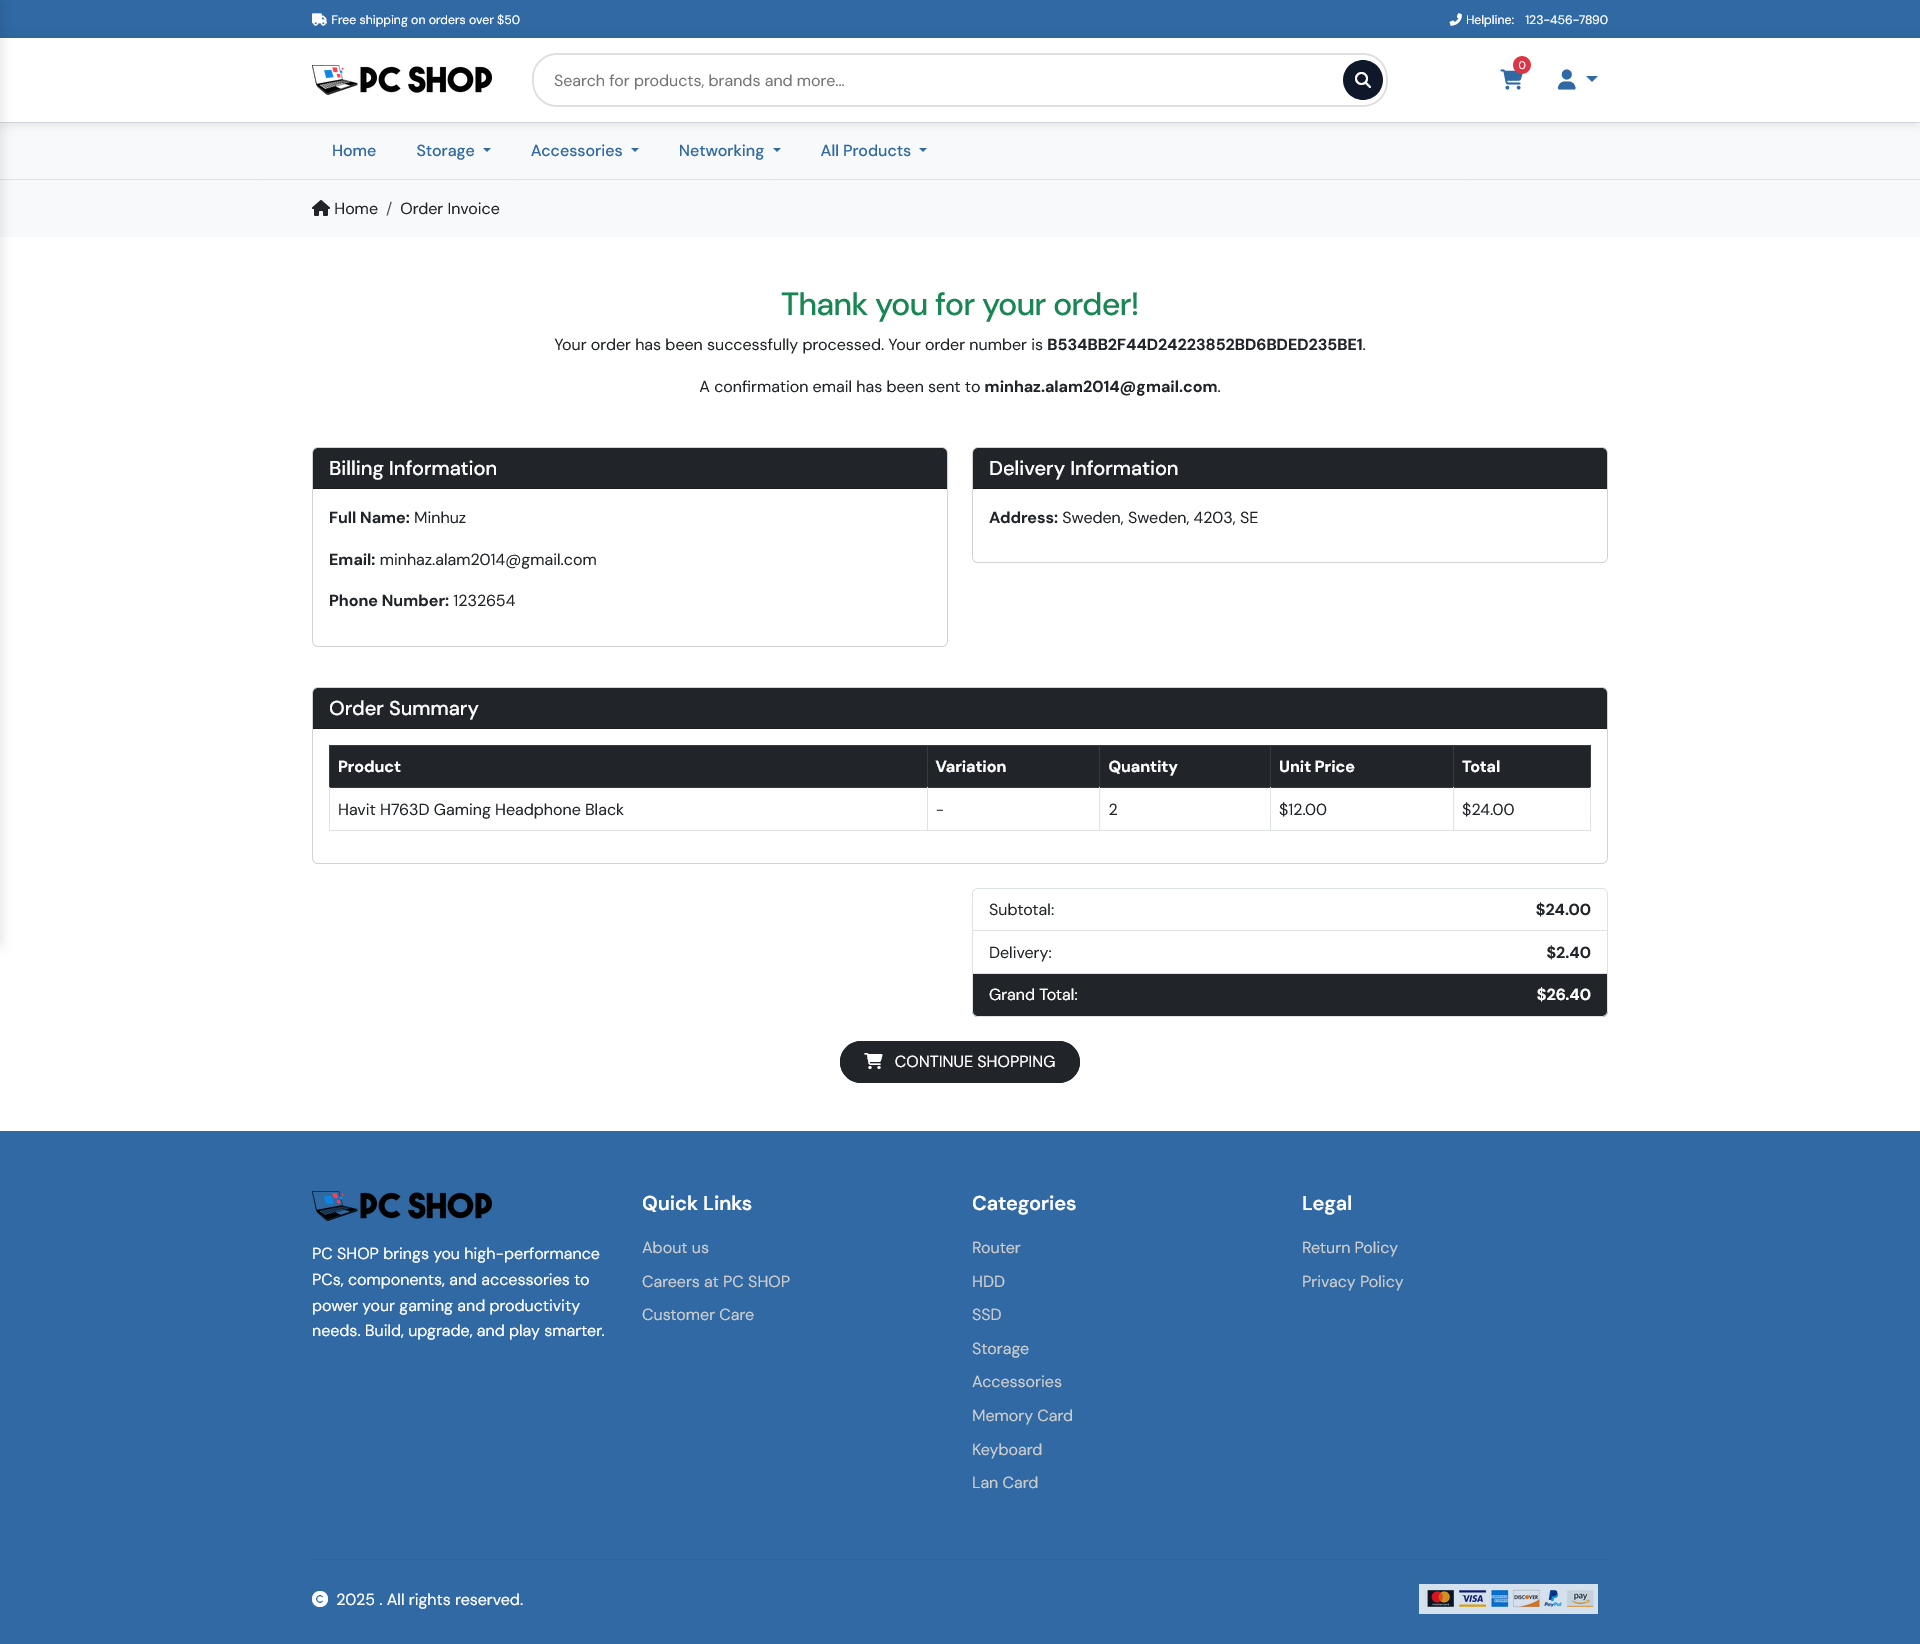 Free shipping on orders over $50
Helpline: 123-456-7890
PC SHOP
Search for products, brands and more...
0
Home
Storage
Accessories
Networking
All Products
Home / Order Invoice
Thank you for your order!
Your order has been successfully processed. Your order number is B534BB2F44D24223852BD6BDED235BE1.
A confirmation email has been sent to minhaz.alam2014@gmail.com.
Billing Information
Full Name: Minhuz
Email: minhaz.alam2014@gmail.com
Phone Number: 1232654
Delivery Information
Address: Sweden, Sweden, 4203, SE
Order Summary
Product Variation Quantity Unit Price Total
Havit H763D Gaming Headphone Black - 2 $12.00 $24.00
Subtotal: $24.00
Delivery: $2.40
Grand Total: $26.40
CONTINUE SHOPPING
PC SHOP
PC SHOP brings you high-performance
PCs, components, and accessories to
power your gaming and productivity
needs. Build, upgrade, and play smarter.
Quick Links
About us
Careers at PC SHOP
Customer Care
Categories
Router
HDD
SSD
Storage
Accessories
Memory Card
Keyboard
Lan Card
Legal
Return Policy
Privacy Policy
© 2025 . All rights reserved.
VISA DISCOVER PayPal pay